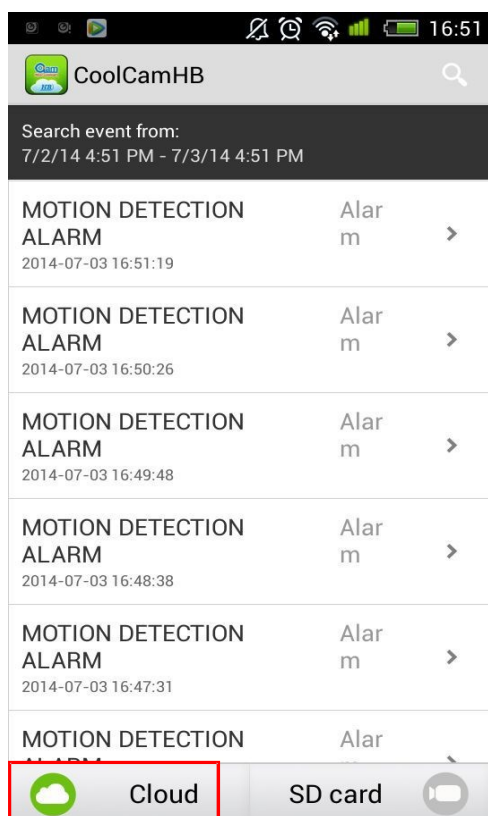 16:51
CoolCamHB
Search event from:
7/2/14 4:51 PM - 7/3/14 4:51 PM
MOTION DETECTION Alar
ALARM m
2014-07-03 16:51:19
MOTION DETECTION Alar
ALARM m
2014-07-03 16:50:26
MOTION DETECTION Alar
ALARM m
2014-07-03 16:49:48
MOTION DETECTION Alar
ALARM m
2014-07-03 16:48:38
MOTION DETECTION Alar
ALARM m
2014-07-03 16:47:31
MOTION DETECTION Alar
Cloud SD card